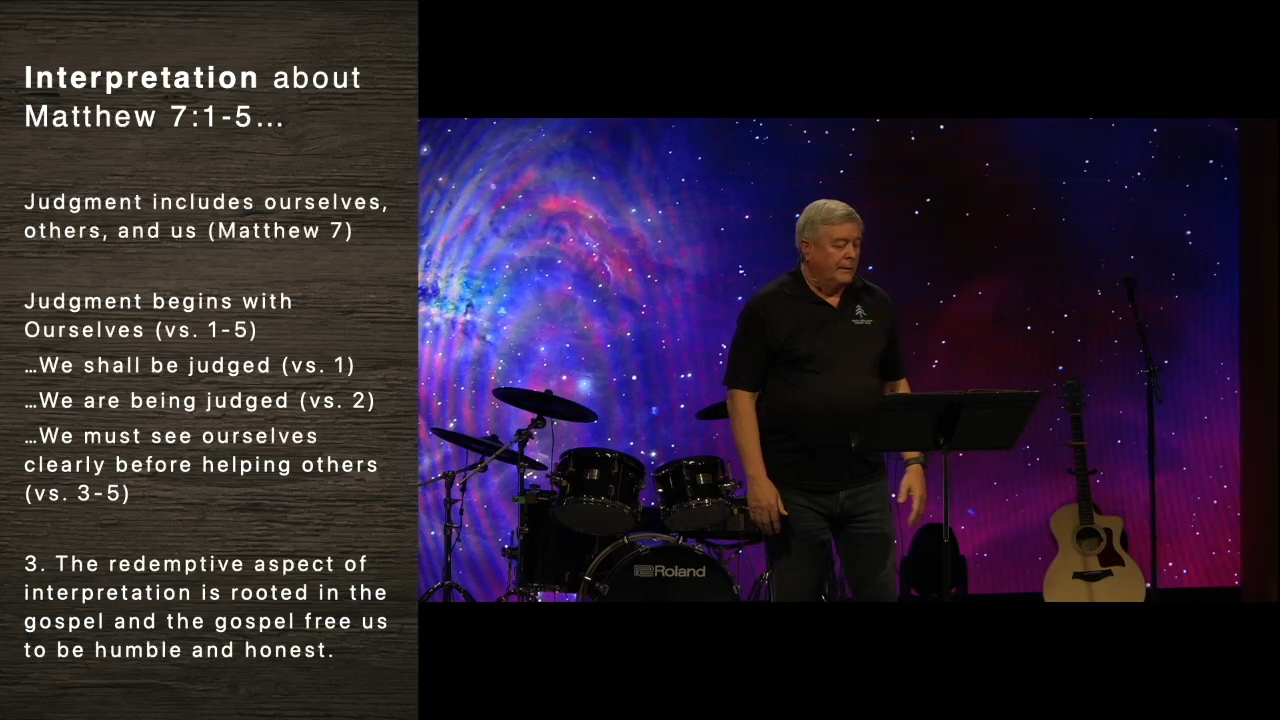 Interpretation about
Matthew 7:1-5...
Judgment includes ourselves,
others, and us (Matthew 7)
Judgment begins with
Ourselves (vs. 1-5)
...We shall be judged (vs. 1)
...We are being judged (vs. 2)
...We must see ourselves
clearly before helping others
(vs. 3-5)
3. The redemptive aspect of
interpretation is rooted in the
gospel and the gospel free us
to be humble and honest.
Roland